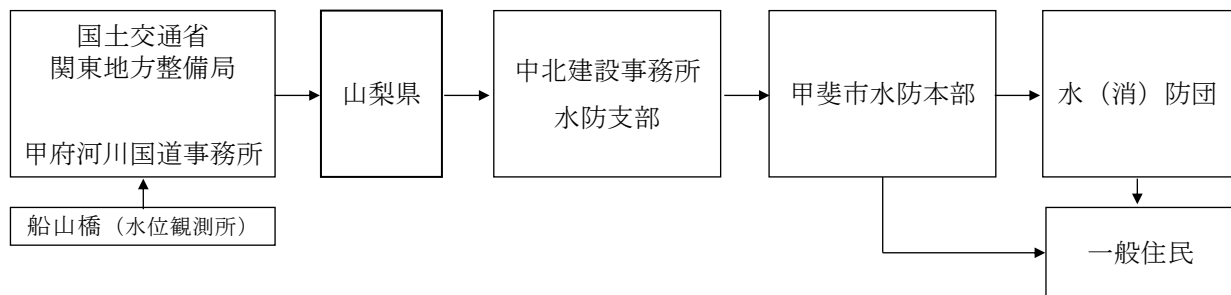 国土交通省
関東地方整備局
甲府河川国道事務所
船山橋（水位観測所）
山梨県
中北建設事務所
水防支部
甲斐市水防本部
水（消）防団
一般住民